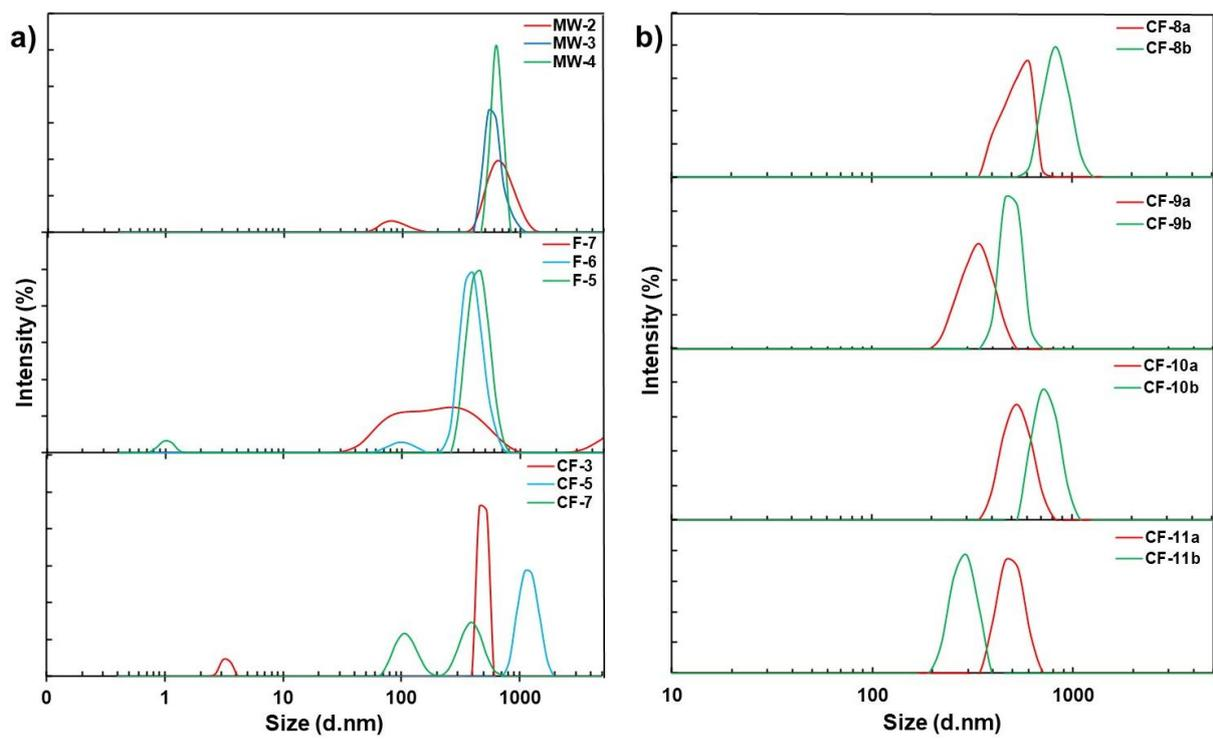 a)
MW-2
MW-3
MW-4
F-7
F-6
F-5
CF-3
CF-5
CF-7
Intensity (%)
0 1 10 100 1000
Size (d.nm)
b)
CF-8a
CF-8b
CF-9a
CF-9b
CF-10a
CF-10b
CF-11a
CF-11b
Intensity (%)
10 100 1000
Size (d.nm)